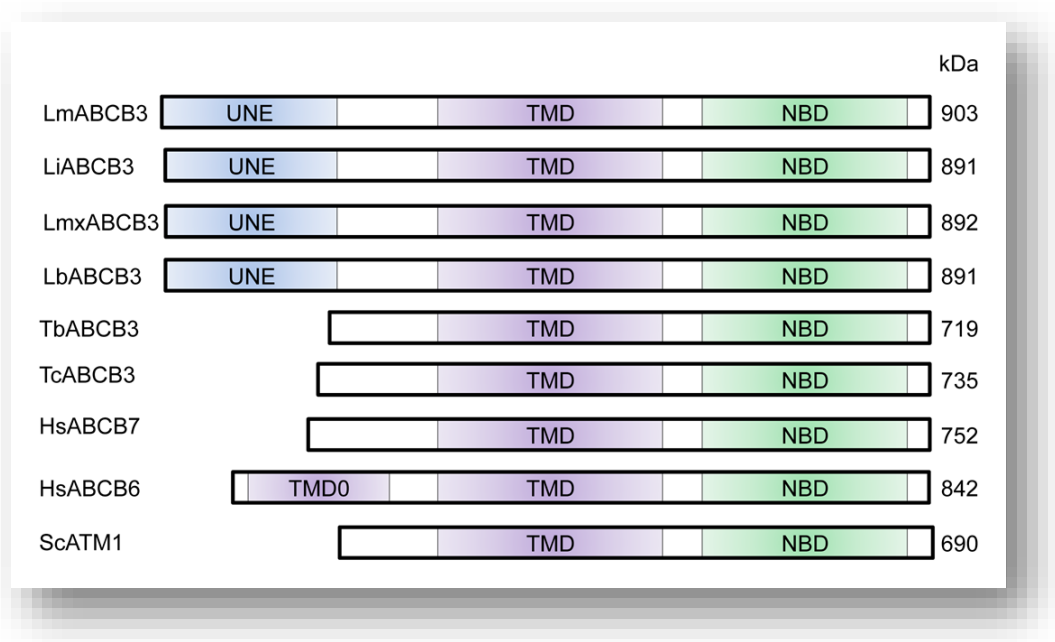 kDa
LmABCB3 UNE TMD NBD 903
LiABCB3 UNE TMD NBD 891
LmxABCB3 UNE TMD NBD 892
LbABCB3 UNE TMD NBD 891
TbABCB3 TMD NBD 719
TcABCB3 TMD NBD 735
HsABCB7 TMD NBD 752
HsABCB6 TMD0 TMD NBD 842
ScATM1 TMD NBD 690